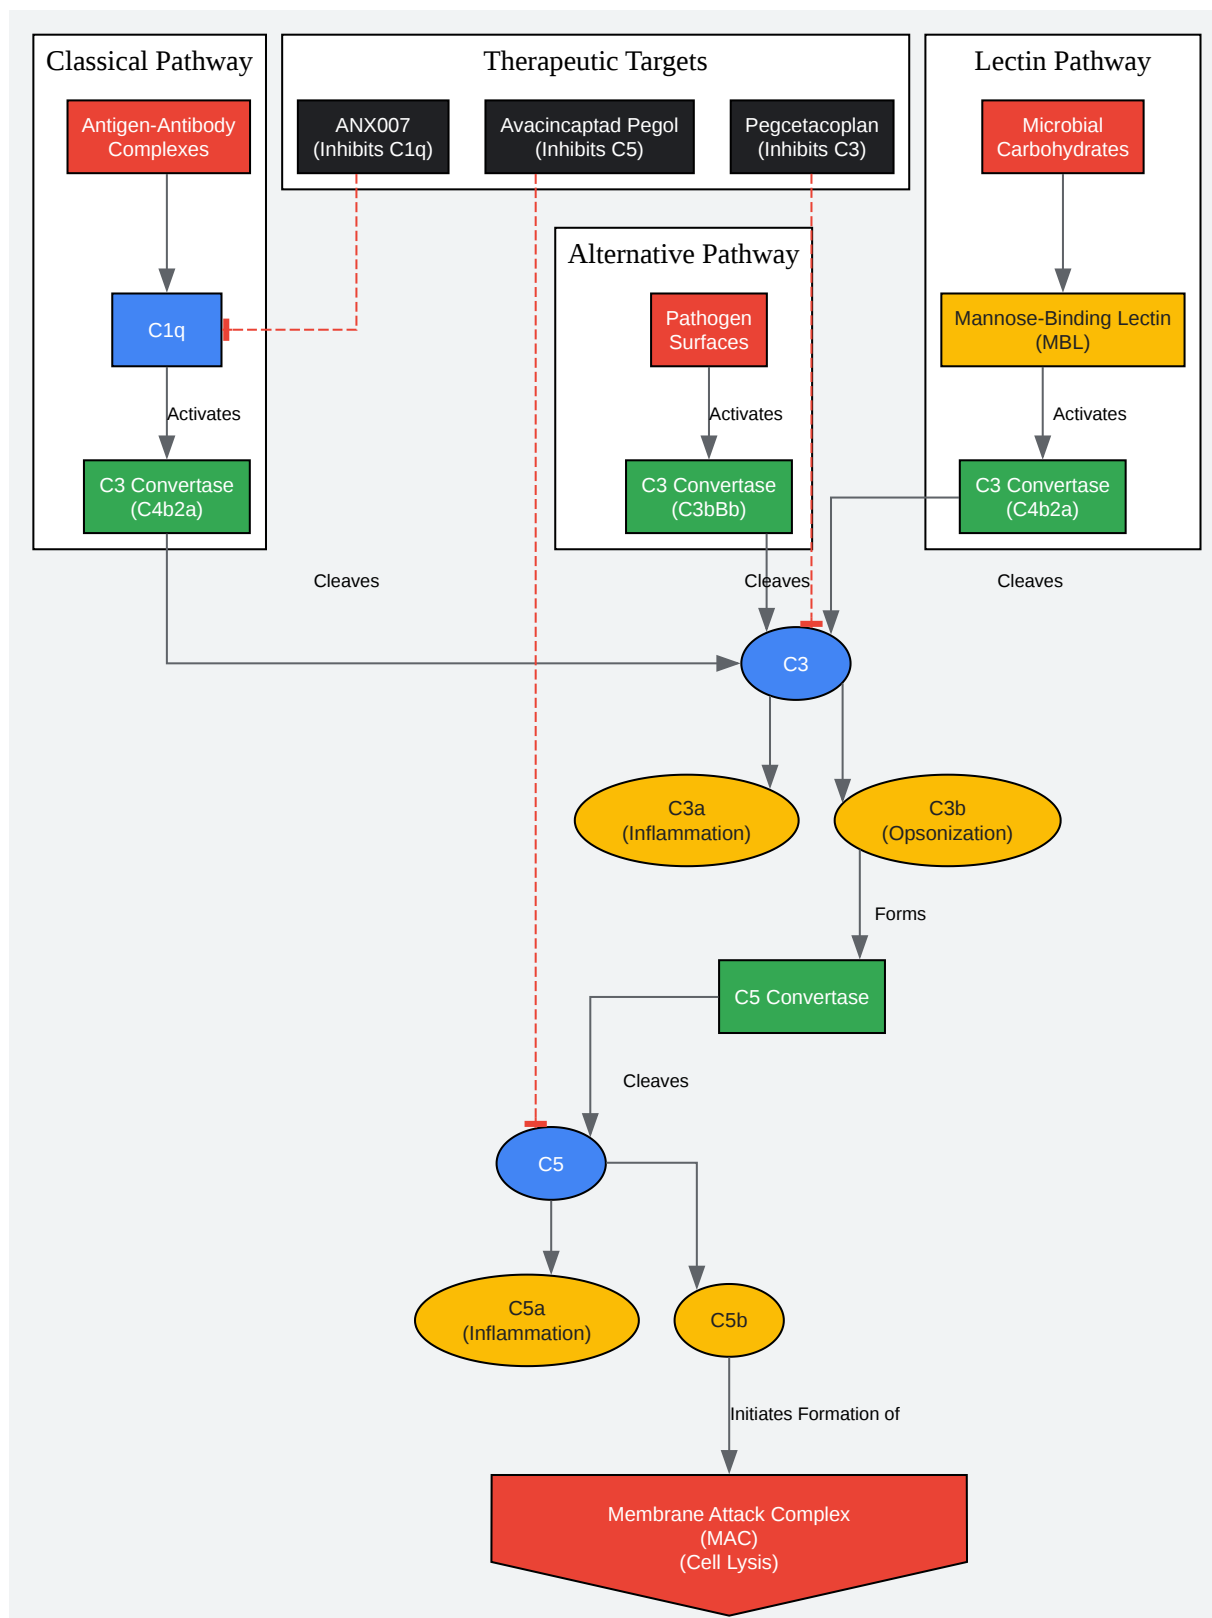 Classical Pathway
Therapeutic Targets
Lectin Pathway
Antigen-Antibody
Complexes
ANX007
(Inhibits C1q)
Avacincaptad Pegol
(Inhibits C5)
Pegcetacoplan
(Inhibits C3)
Microbial
Carbohydrates
Alternative Pathway
C1q
Pathogen
Surfaces
Mannose-Binding Lectin
(MBL)
Activates
Activates
Activates
C3 Convertase
(C4b2a)
C3 Convertase
(C3bBb)
C3 Convertase
(C4b2a)
Cleaves
Cleaves
Cleaves
C3
C3a
(Inflammation)
C3b
(Opsonization)
Forms
C5 Convertase
Cleaves
C5
C5a
(Inflammation)
C5b
Initiates Formation of
Membrane Attack Complex
(MAC)
(Cell Lysis)